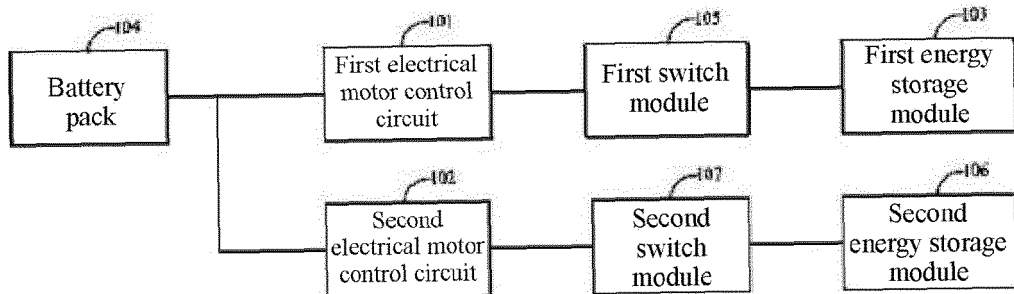 104
101
105
103
Battery
pack
First electrical
motor control
circuit
First switch
module
First energy
storage
module
102
107
106
Second
electrical motor
control circuit
Second
switch
module
Second
energy storage
module